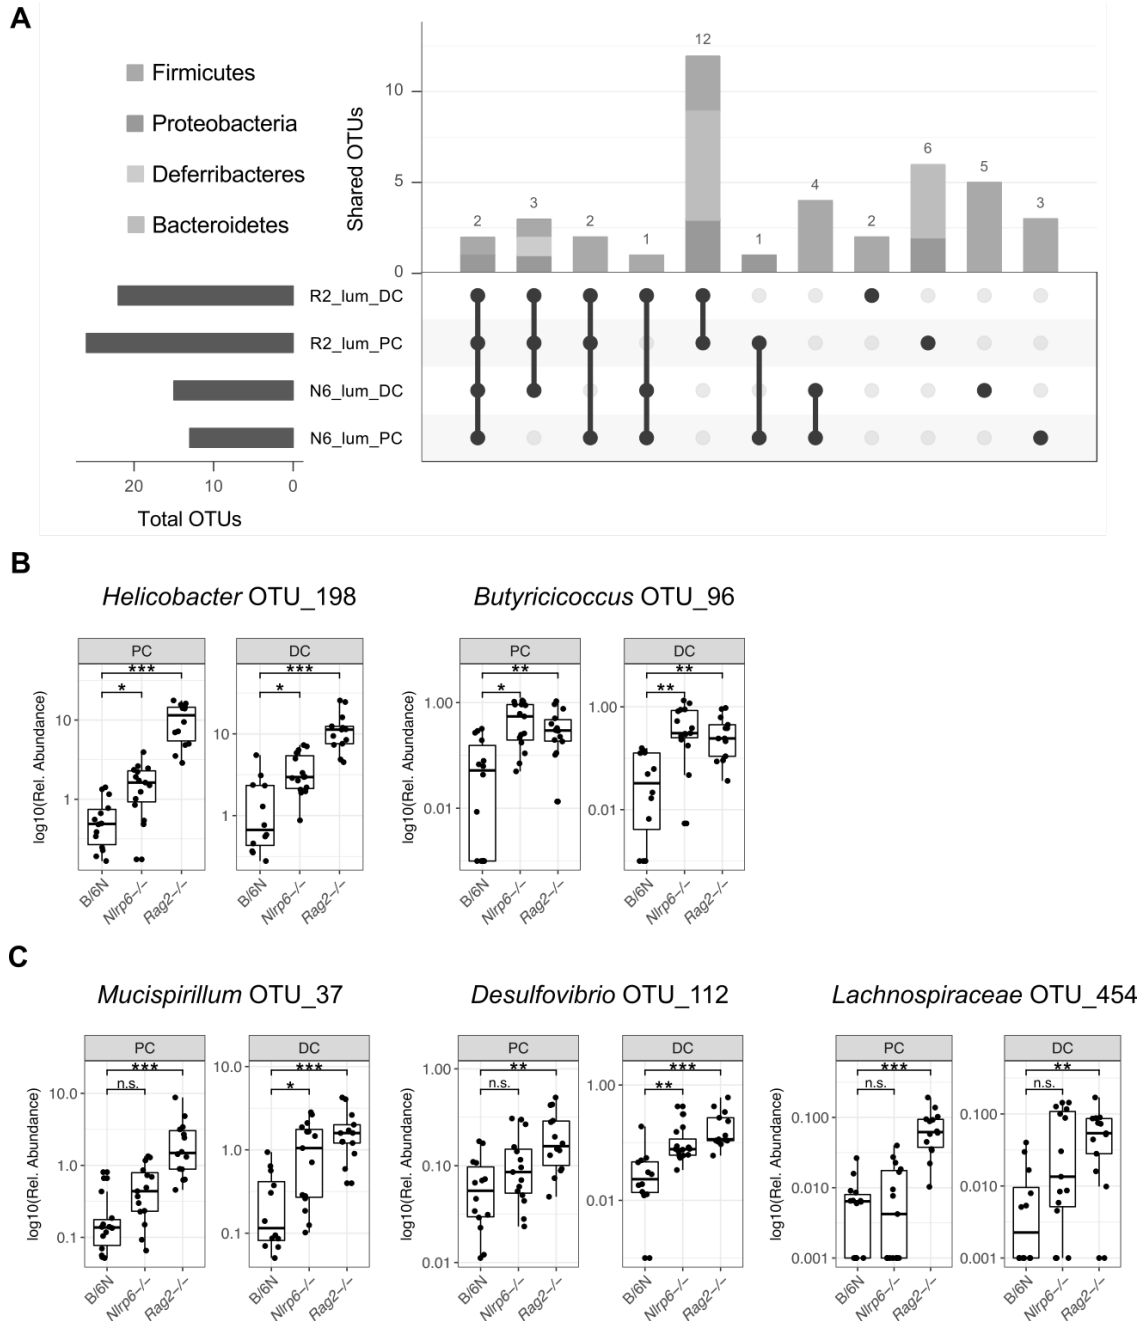 A
Firmicutes
Proteobacteria
Deferribacteres
Bacteroidetes
Shared OTUs
10
5
0
2
3
2
1
12
1
4
2
6
5
3
R2_lum_DC
R2_lum_PC
N6_lum_DC
N6_lum_PC
20 10 0
Total OTUs
B
Helicobacter OTU_198
Butyricicoccus OTU_96
log10(Rel. Abundance)
PC
***
*
10
1
B/6N Nlrp6−/− Rag2−/−
DC
***
*
10
1
B/6N Nlrp6−/− Rag2−/−
log10(Rel. Abundance)
PC
**
*
1.00
0.01
B/6N Nlrp6−/− Rag2−/−
DC
**
**
1.00
0.01
B/6N Nlrp6−/− Rag2−/−
C
Mucispirillum OTU_37
Desulfovibrio OTU_112
Lachnospiraceae OTU_454
log10(Rel. Abundance)
PC
***
n.s.
10.0
1.0
0.1
B/6N Nlrp6−/− Rag2−/−
DC
***
*
10.0
1.0
0.1
B/6N Nlrp6−/− Rag2−/−
log10(Rel. Abundance)
PC
**
n.s.
1.00
0.10
0.01
B/6N Nlrp6−/− Rag2−/−
DC
***
**
1.00
0.01
B/6N Nlrp6−/− Rag2−/−
log10(Rel. Abundance)
PC
***
n.s.
0.100
0.010
0.001
B/6N Nlrp6−/− Rag2−/−
DC
**
n.s.
0.100
0.010
0.001
B/6N Nlrp6−/− Rag2−/−